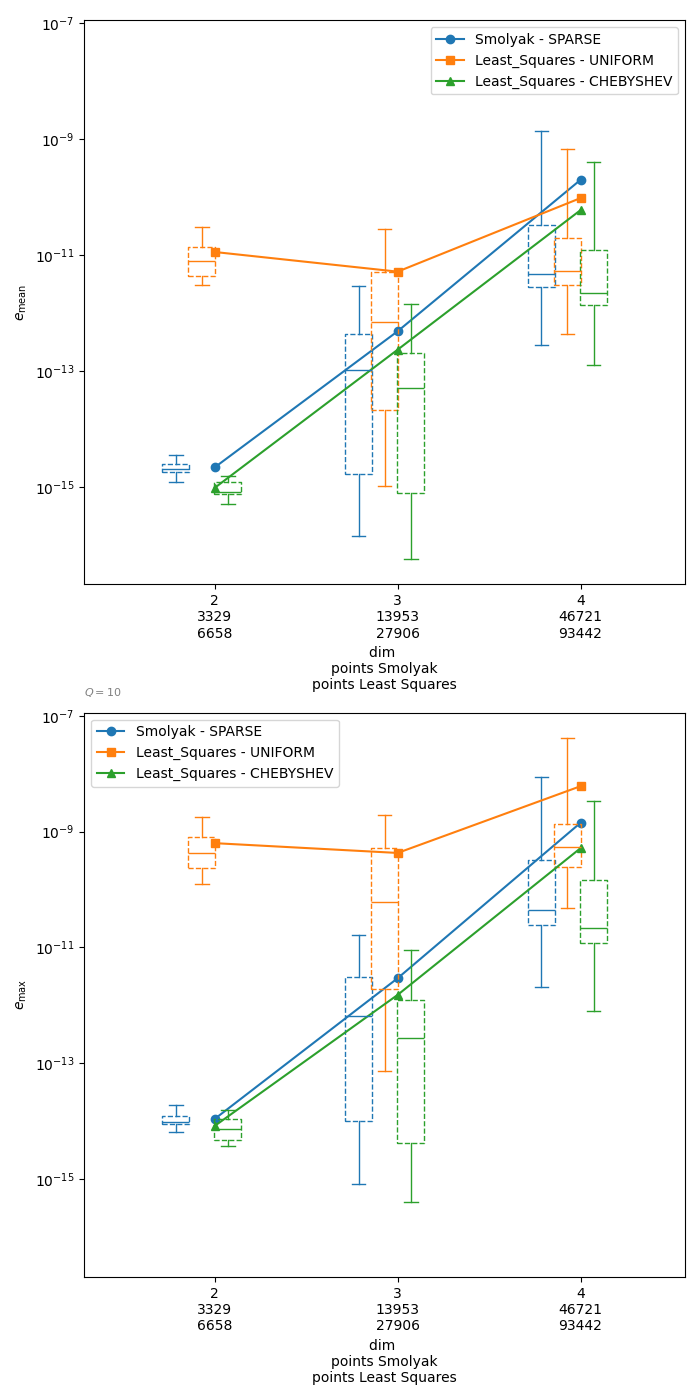 10⁻⁷
Smolyak - SPARSE
Least_Squares - UNIFORM
Least_Squares - CHEBYSHEV
10⁻⁹
10⁻¹¹
10⁻¹³
10⁻¹⁵
e_mean
2 3 4
3329 13953 46721
6658 27906 93442
dim
points Smolyak
points Least Squares
Q = 10
10⁻⁷
Smolyak - SPARSE
Least_Squares - UNIFORM
Least_Squares - CHEBYSHEV
10⁻⁹
10⁻¹¹
10⁻¹³
10⁻¹⁵
e_max
2 3 4
3329 13953 46721
6658 27906 93442
dim
points Smolyak
points Least Squares